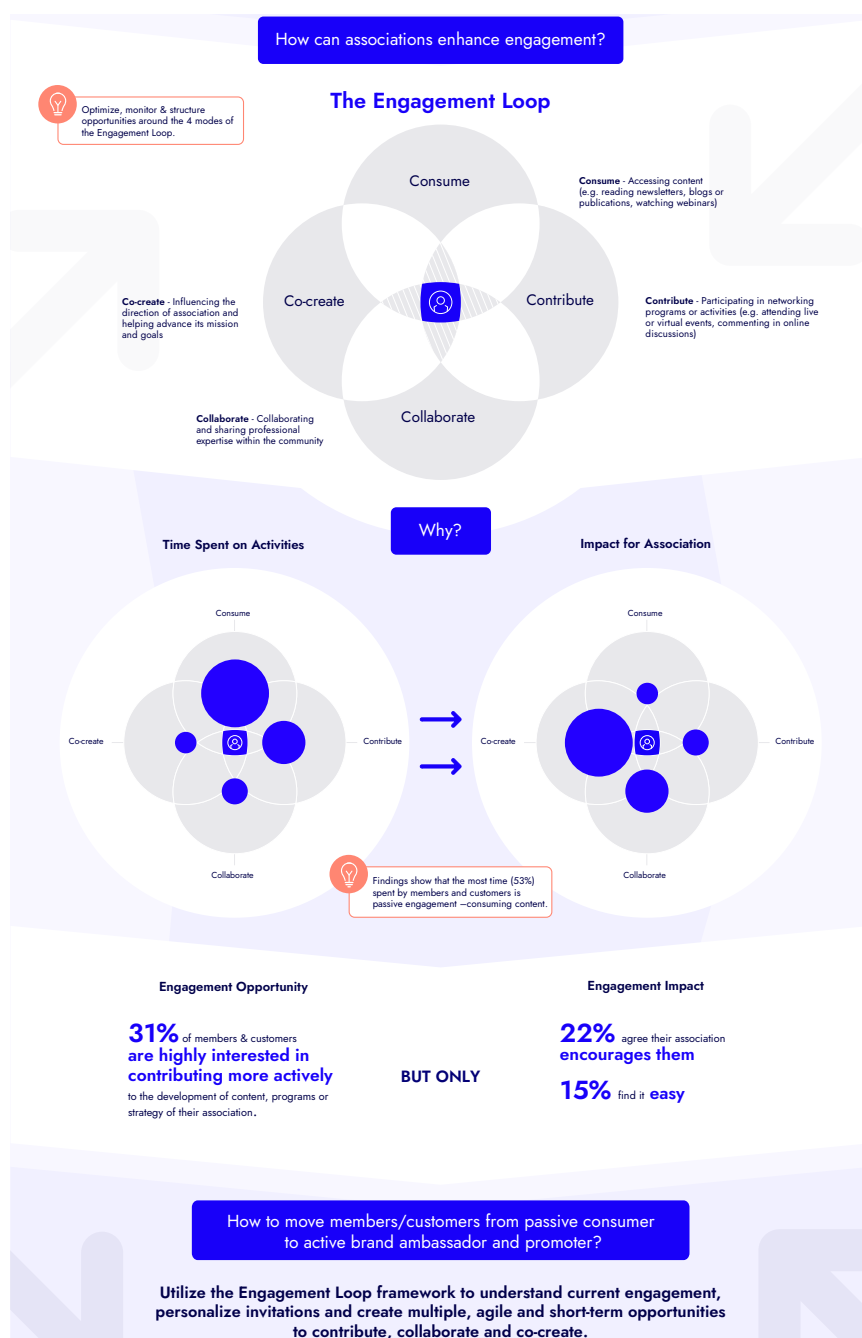 How can associations enhance engagement?
The Engagement Loop
Optimize, monitor & structure
opportunities around the 4 modes of
the Engagement Loop.
Consume
Consume - Accessing content
(e.g. reading newsletters, blogs or
publications, watching webinars)
Co-create
Contribute
Co-create - Influencing the
direction of association and
helping advance its mission
and goals
Contribute - Participating in networking
programs or activities (e.g. attending live
or virtual events, commenting in online
discussions)
Collaborate
Collaborate - Collaborating
and sharing professional
expertise within the community
Why?
Time Spent on Activities
Impact for Association
Consume
Co-create
Contribute
Collaborate
Consume
Co-create
Contribute
Collaborate
Findings show that the most time (53%)
spent by members and customers is
passive engagement –consuming content.
Engagement Opportunity
31% of members & customers
are highly interested in
contributing more actively
to the development of content, programs or
strategy of their association.
BUT ONLY
Engagement Impact
22% agree their association
encourages them
15% find it easy
How to move members/customers from passive consumer
to active brand ambassador and promoter?
Utilize the Engagement Loop framework to understand current engagement,
personalize invitations and create multiple, agile and short-term opportunities
to contribute, collaborate and co-create.